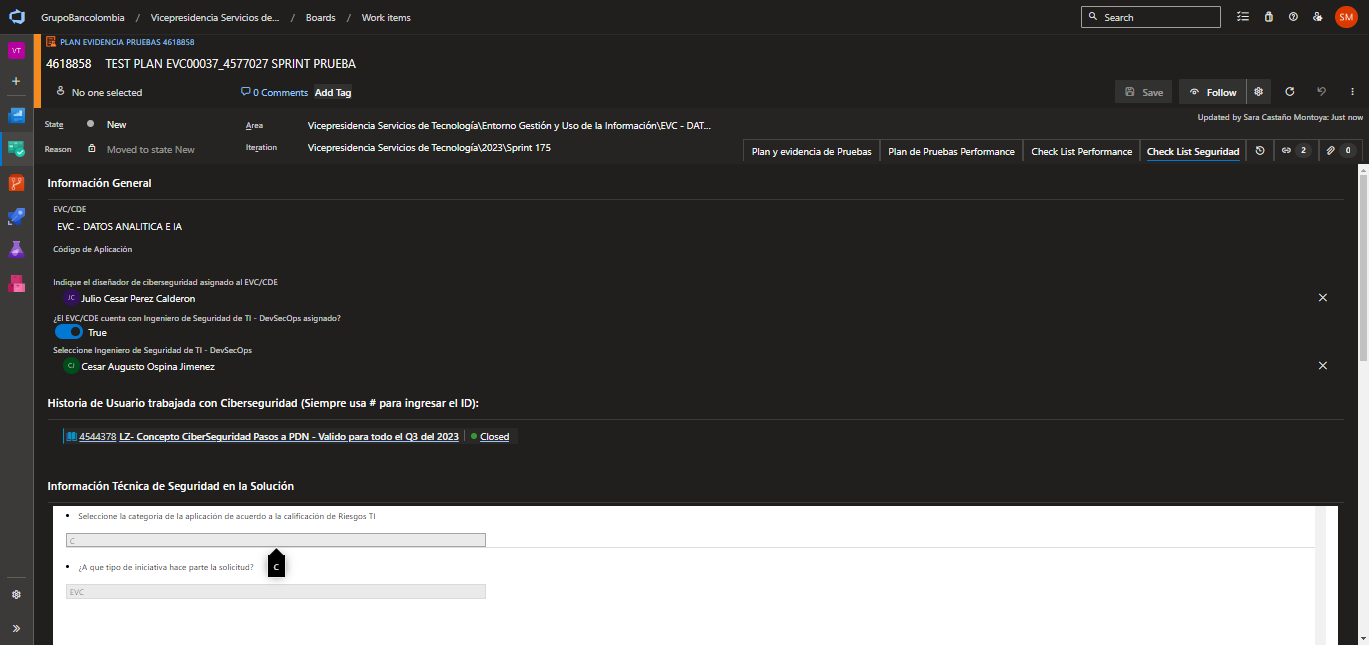 GrupoBancolombia / Vicepresidencia Servicios de... / Boards / Work items
Search
SM
VT
PLAN EVIDENCIA PRUEBAS 4618858
4618858 TEST PLAN EVC00037_4577027 SPRINT PRUEBA
No one selected
0 Comments
Add Tag
Save
Follow
Updated by Sara Castaño Montoya: Just now
State New
Area Vicepresidencia Servicios de Tecnología\Entorno Gestión y Uso de la Información\EVC - DAT...
Reason Moved to state New
Iteration Vicepresidencia Servicios de Tecnología\2023\Sprint 175
Plan y evidencia de Pruebas
Plan de Pruebas Performance
Check List Performance
Check List Seguridad
2
0
Información General
EVC/CDE
EVC - DATOS ANALITICA E IA
Código de Aplicación
Indique el diseñador de ciberseguridad asignado al EVC/CDE
JC Julio Cesar Perez Calderon
¿El EVC/CDE cuenta con Ingeniero de Seguridad de TI - DevSecOps asignado?
True
Seleccione Ingeniero de Seguridad de TI - DevSecOps
CJ Cesar Augusto Ospina Jimenez
Historia de Usuario trabajada con Ciberseguridad (Siempre usa # para ingresar el ID):
4544378 LZ- Concepto CiberSeguridad Pasos a PDN - Valido para todo el Q3 del 2023 Closed
Información Técnica de Seguridad en la Solución
• Seleccione la categoría de la aplicación de acuerdo a la calificación de Riesgos TI
C
• ¿A que tipo de iniciativa hace parte la solicitud?
C
EVC